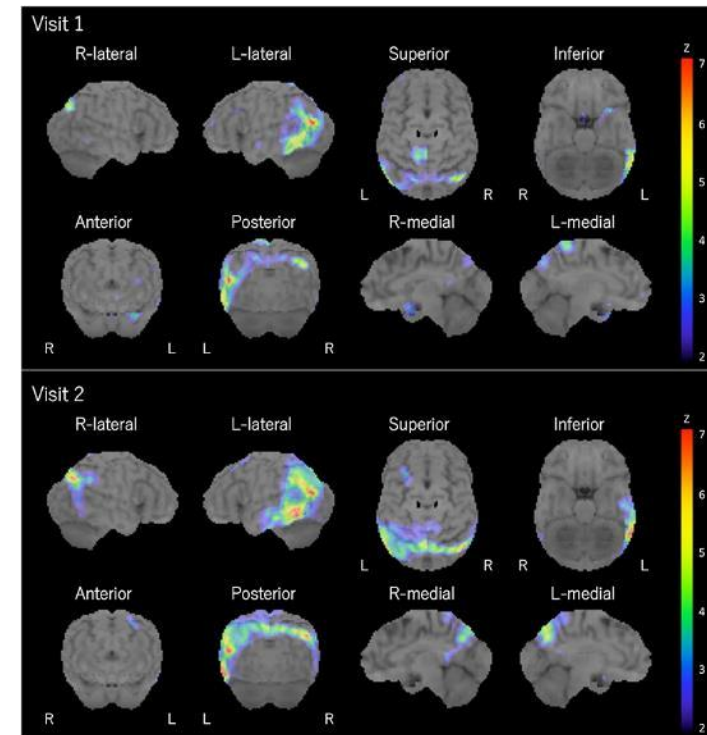 Visit 1
R-lateral L-lateral Superior Inferior
Z
7
6
5
4
3
2
L R R L
Anterior Posterior R-medial L-medial
R L L R
Visit 2
R-lateral L-lateral Superior Inferior
Z
7
6
5
4
3
2
L R R L
Anterior Posterior R-medial L-medial
R L L R